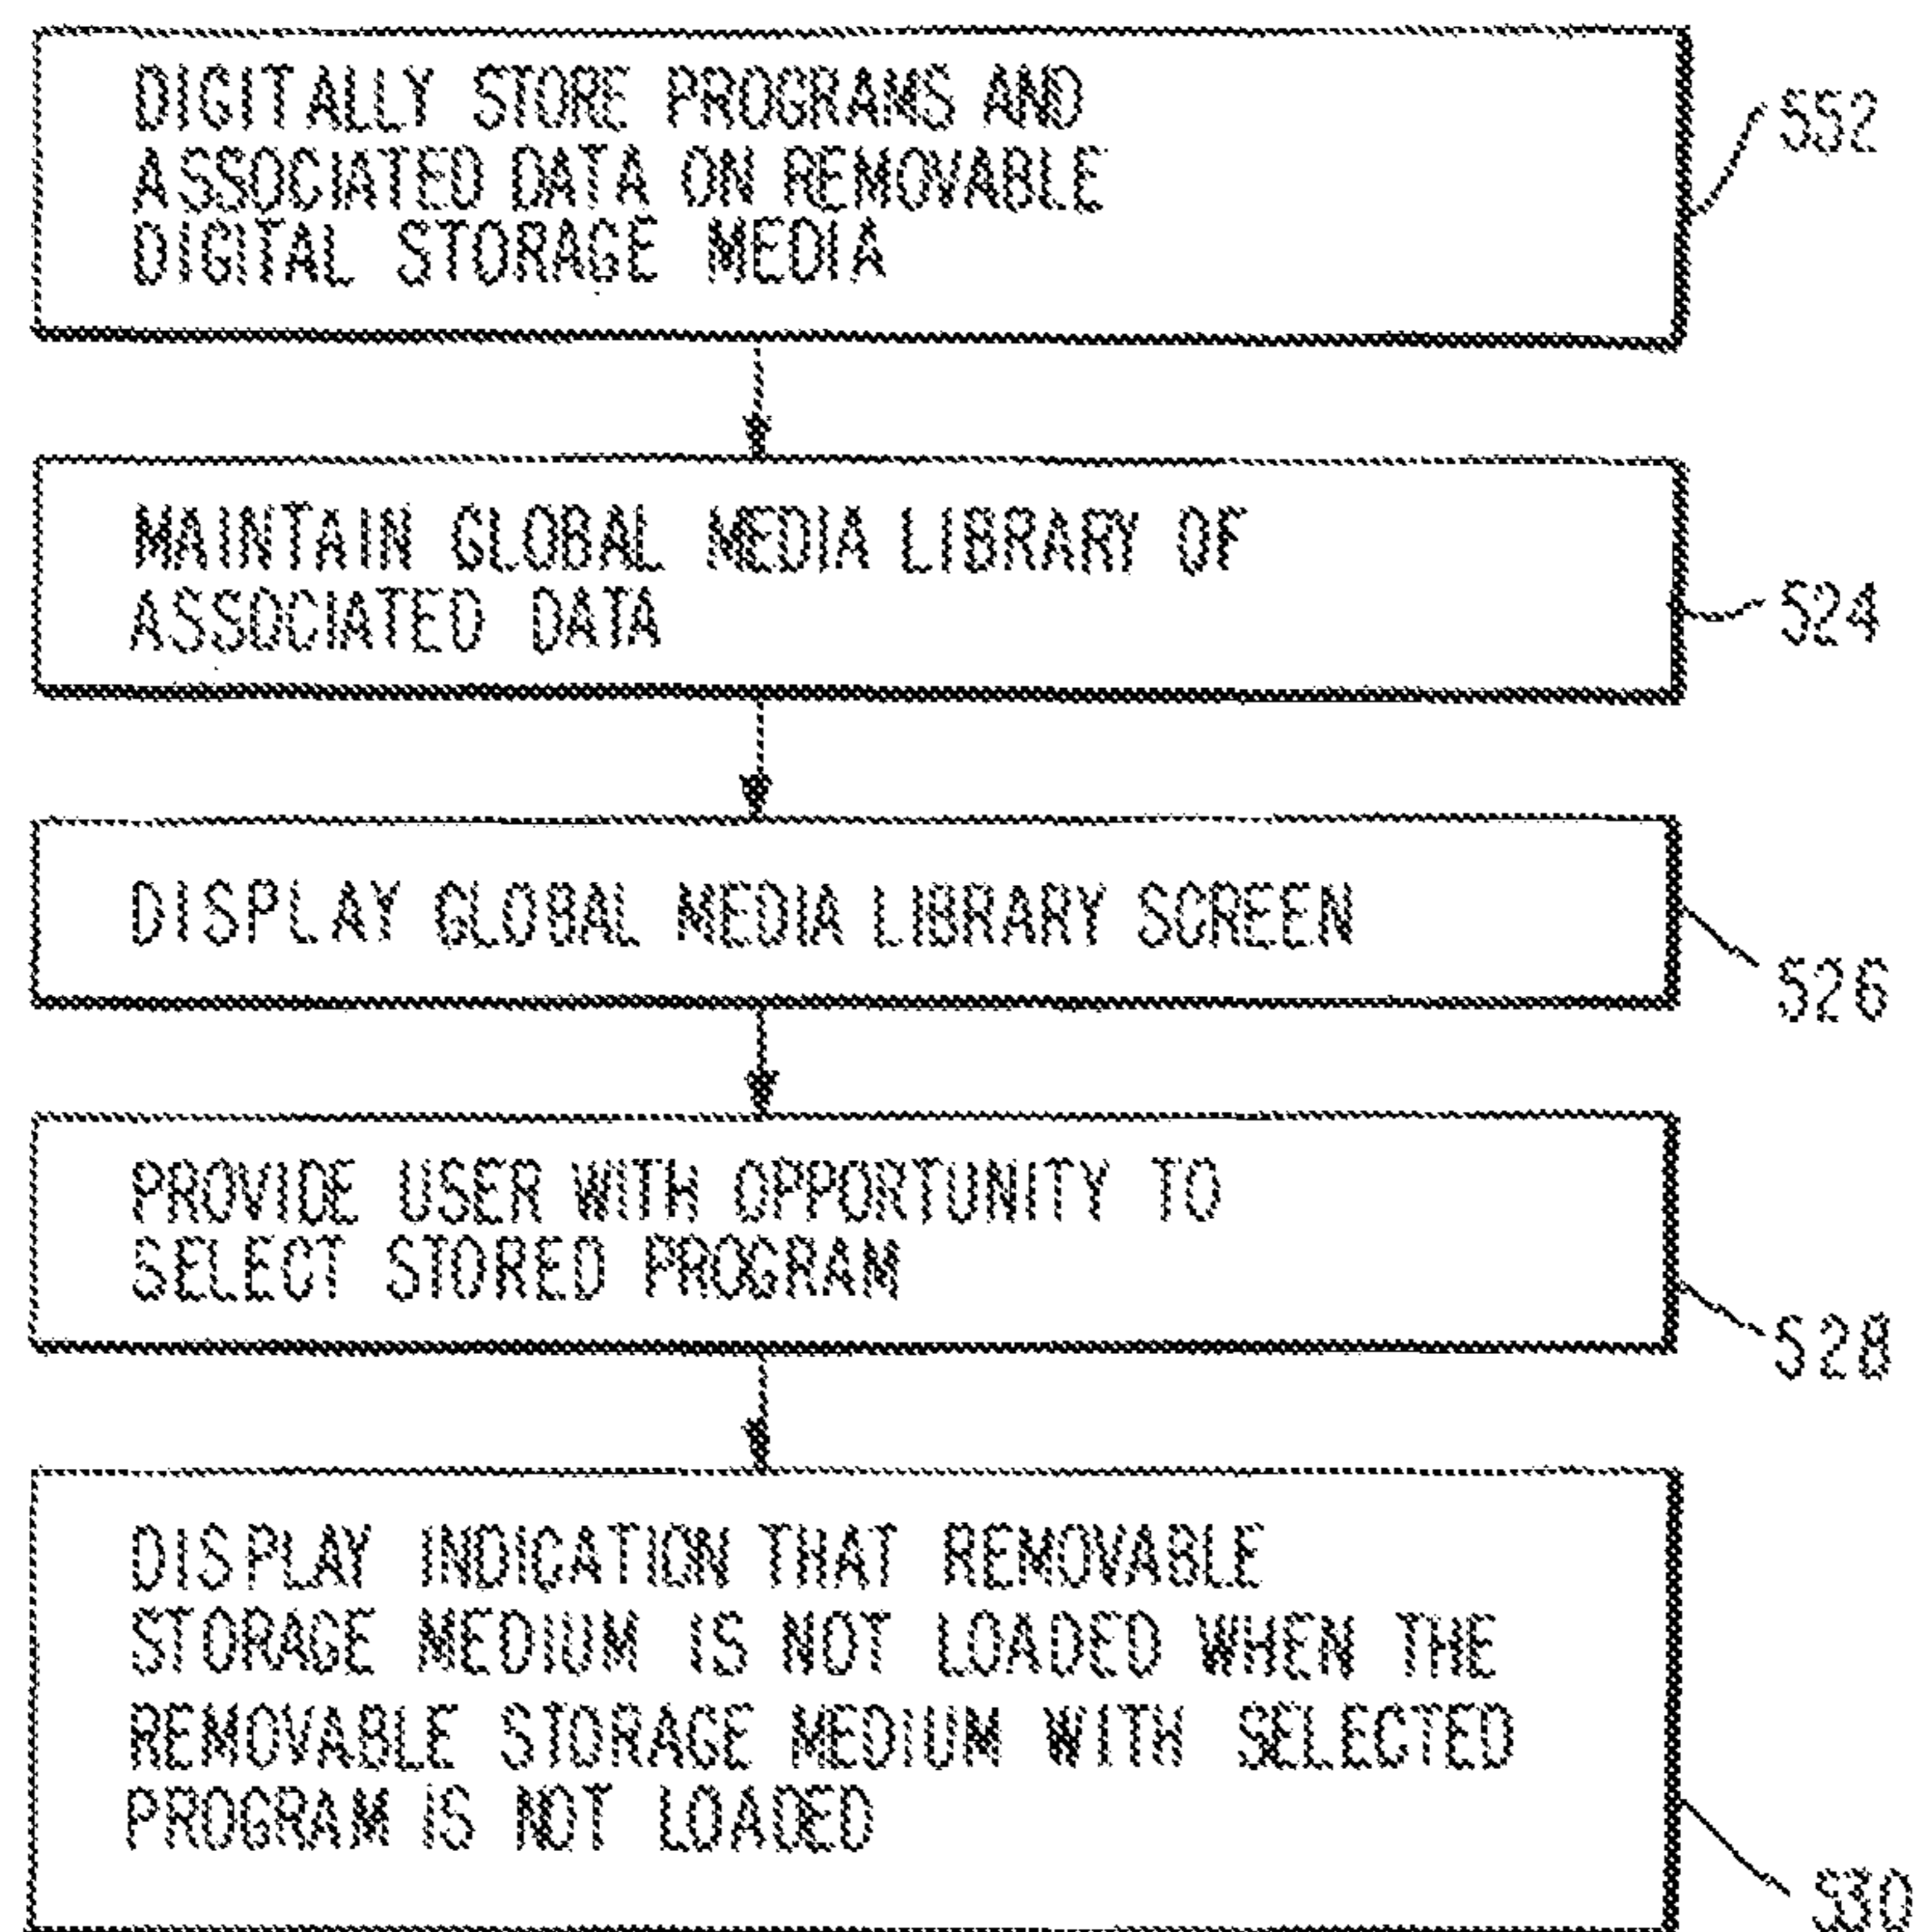 DIGITALLY STORE PROGRAMS AND
ASSOCIATED DATA ON REMOVABLE
DIGITAL STORAGE MEDIA
552
MAINTAIN GLOBAL MEDIA LIBRARY OF
ASSOCIATED DATA
524
DISPLAY GLOBAL MEDIA LIBRARY SCREEN
526
PROVIDE USER WITH OPPORTUNITY TO
SELECT STORED PROGRAM
528
DISPLAY INDICATION THAT REMOVABLE
STORAGE MEDIUM IS NOT LOADED WHEN THE
REMOVABLE STORAGE MEDIUM WITH SELECTED
PROGRAM IS NOT LOADED
530